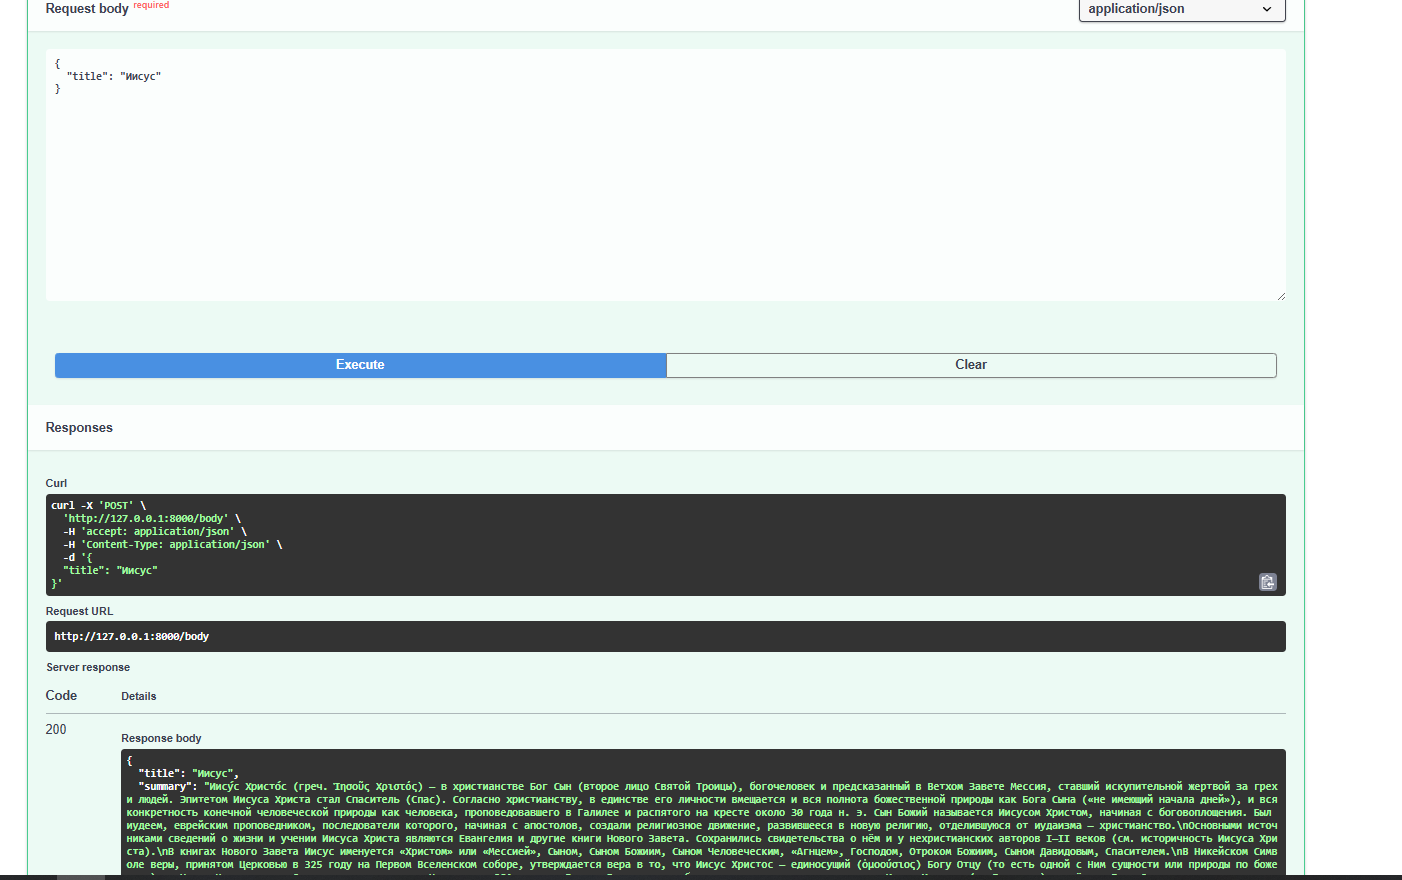 Request body required
application/json
{
"title": "Иисус"
}
Execute
Clear
Responses
Curl
curl -X 'POST' \
'http://127.0.0.1:8000/body' \
-H 'accept: application/json' \
-H 'Content-Type: application/json' \
-d '{
"title": "Иисус"
}'
Request URL
http://127.0.0.1:8000/body
Server response
Code
Details
200
Response body
{
"title": "Иисус",
"summary": "Иису́с Христо́с (греч. Ἰησοῦς Χριστός) — в христианстве Бог Сын (второе лицо Святой Троицы), богочеловек и предсказанный в Ветхом Завете Мессия, ставший искупительной жертвой за грех
и людей. Эпитетом Иисуса Христа стал Спаситель (Спас). Согласно христианству, в единстве его личности вмещается и вся полнота божественной природы как Бога Сына («не имеющий начала дней»), и вся
конкретность конечной человеческой природы как человека, проповедовавшего в Галилее и распятого на кресте около 30 года н. э. Сын Божий называется Иисусом Христом, начиная с боговоплощения. Был
иудеем, еврейским проповедником, последователи которого, начиная с апостолов, создали религиозное движение, развившееся в новую религию, отделившуюся от иудаизма — христианство.\nОсновными источ
никами сведений о жизни и учении Иисуса Христа являются Евангелия и другие книги Нового Завета. Сохранились свидетельства о нём и у нехристианских авторов I—II веков (см. историчность Иисуса Хри
ста).\nВ книгах Нового Завета Иисус именуется «Христом» или «Мессией», Сыном, Сыном Божиим, Сыном Человеческим, «Агнцем», Господом, Отроком Божиим, Сыном Давидовым, Спасителем.\nВ Никейском Симв
оле веры, принятом Церковью в 325 году на Первом Вселенском соборе, утверждается вера в то, что Иисус Христос — единосущий (ὁμοούσιος) Богу Отцу (то есть одной с Ним сущности или природы по боже